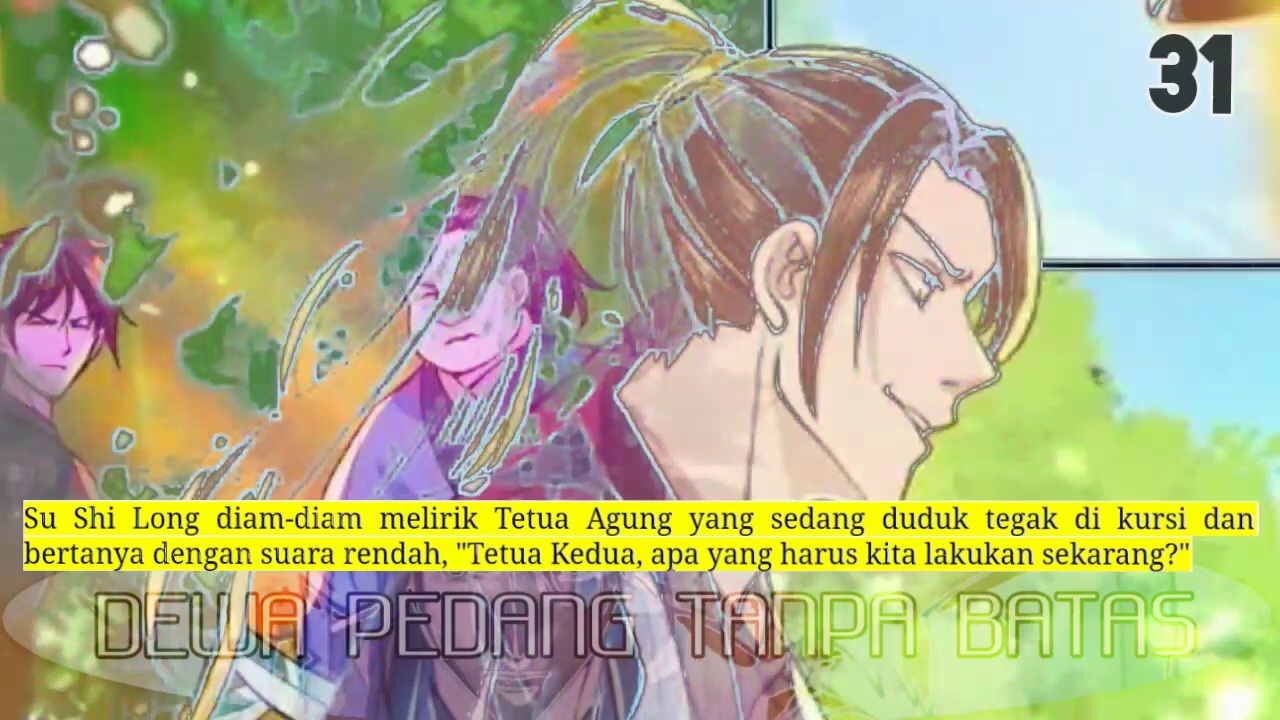 31
Su Shi Long diam-diam melirik Tetua Agung yang sedang duduk tegak di kursi dan
bertanya dengan suara rendah, "Tetua Kedua, apa yang harus kita lakukan sekarang?"
DEWA PEDANG TANPA BATAS